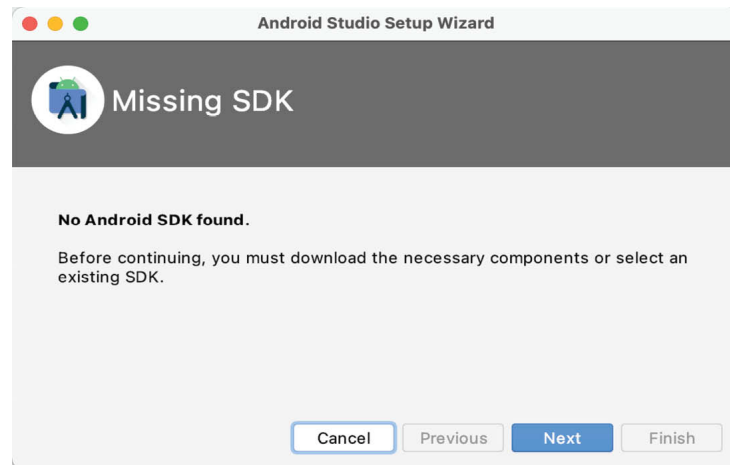 Android Studio Setup Wizard
Missing SDK
No Android SDK found.
Before continuing, you must download the necessary components or select an
existing SDK.
Cancel Previous Next Finish